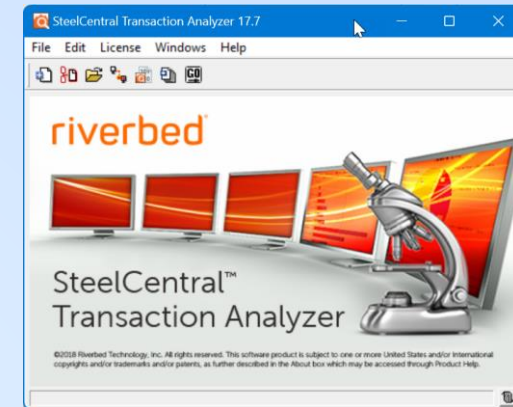 SteelCentral Transaction Analyzer 17.7
File Edit License Windows Help
GO
riverbed
SteelCentral™
Transaction Analyzer
©2018 Riverbed Technology, Inc. All rights reserved. This software product is subject to one or more United States and/or International
copyrights and/or trademarks and/or patents, as further described in the About box which may be accessed through Product Help.